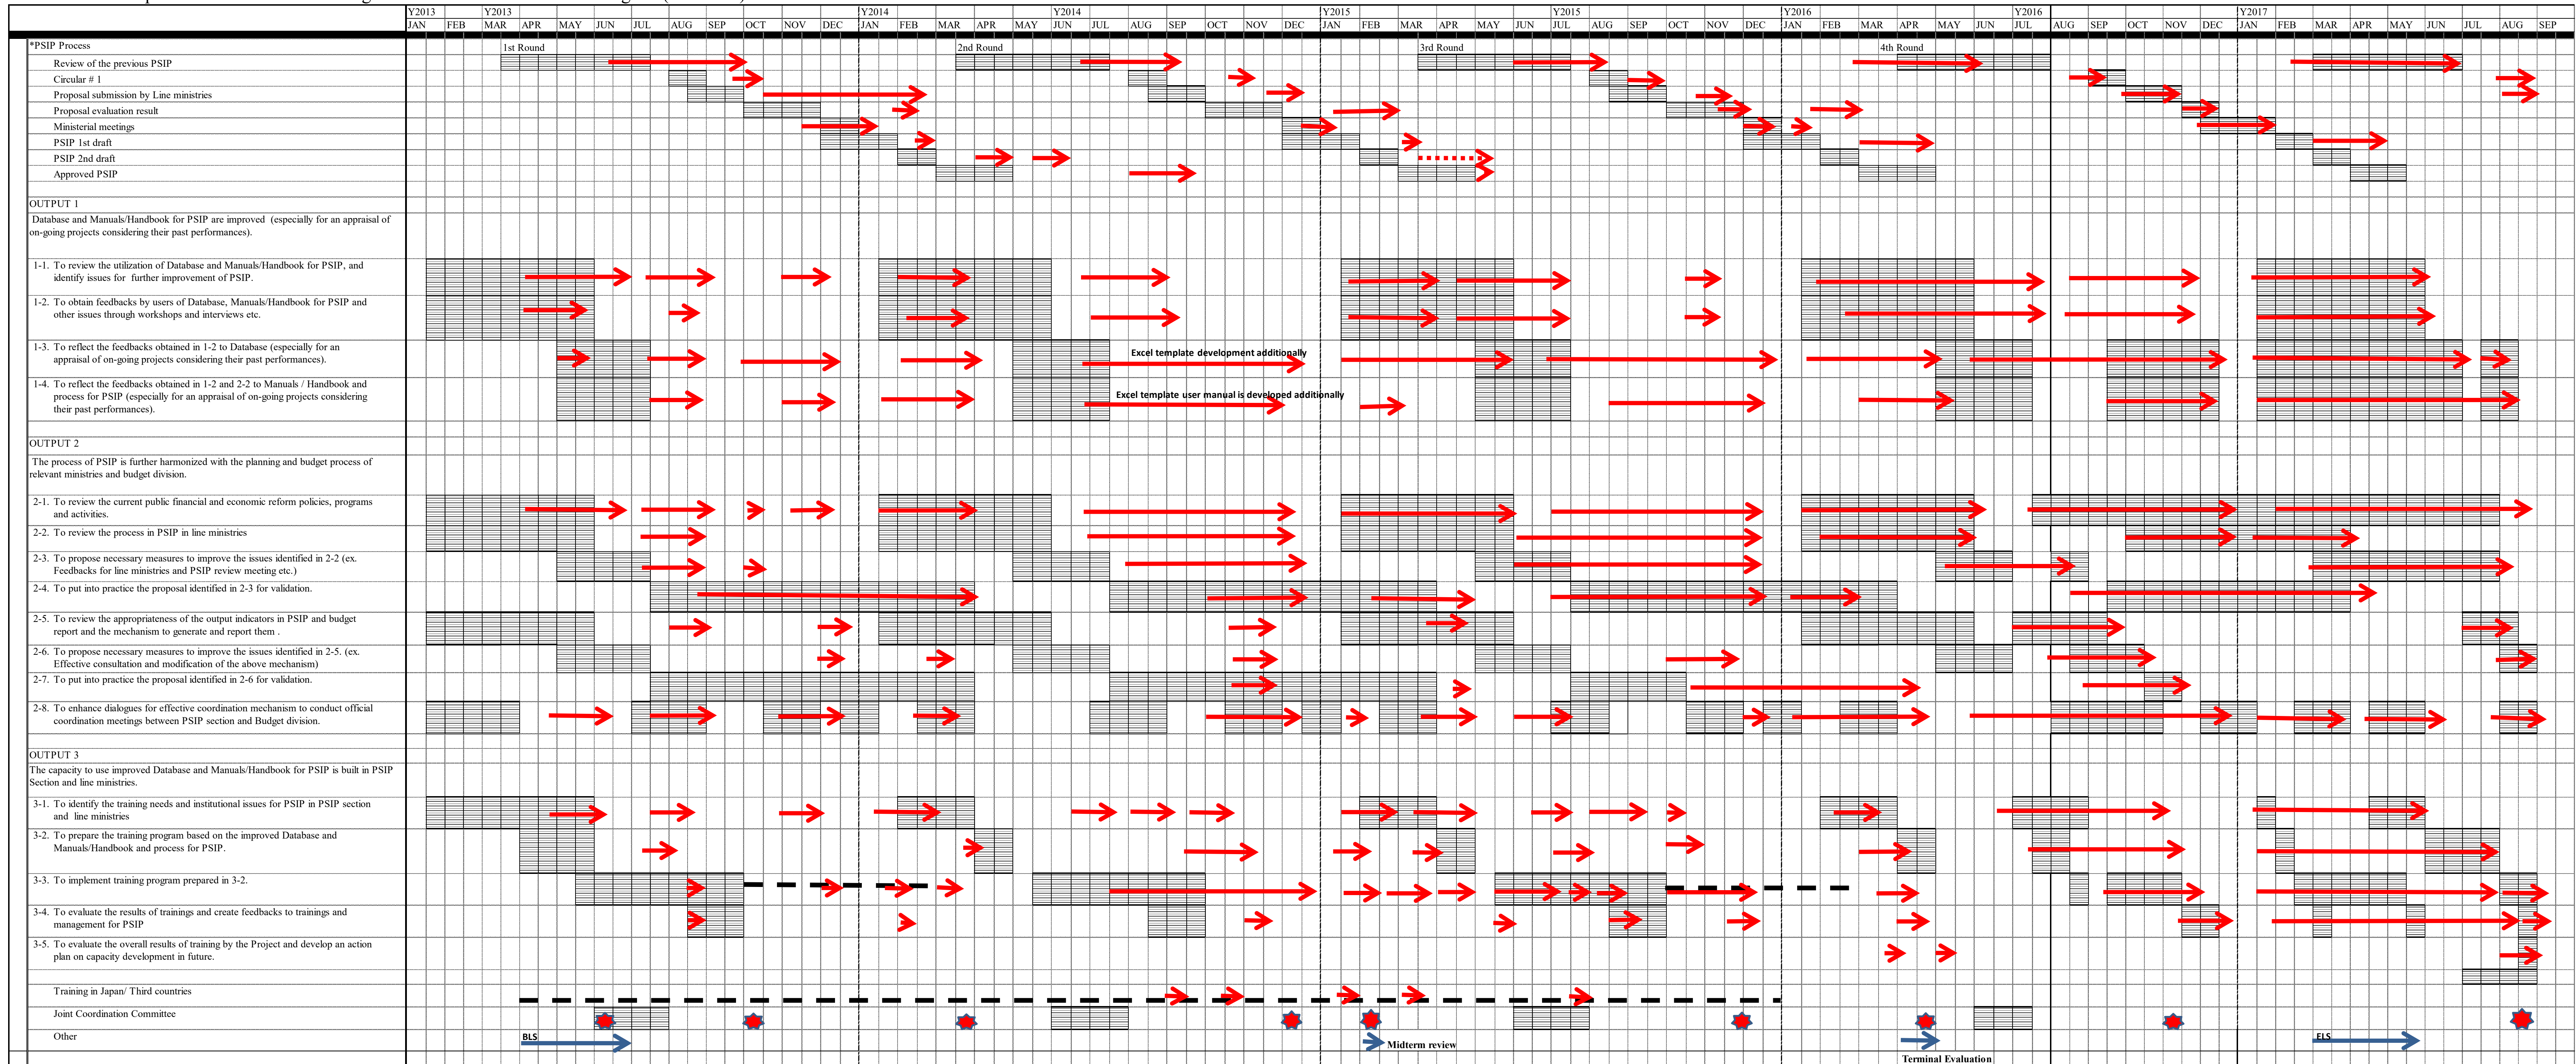 Y2013 Y2013 Y2014 Y2014 Y2015 Y2015 Y2016 Y2016 Y2017
JAN FEB MAR APR MAY JUN JUL AUG SEP OCT NOV DEC JAN FEB MAR APR MAY JUN JUL AUG SEP OCT NOV DEC JAN FEB MAR APR MAY JUN JUL AUG SEP OCT NOV DEC JAN FEB MAR APR MAY JUN JUL AUG SEP OCT NOV DEC JAN FEB MAR APR MAY JUN JUL AUG SEP
*PSIP Process 1st Round 2nd Round 3rd Round 4th Round
Review of the previous PSIP
Circular # 1
Proposal submission by Line ministries
Proposal evaluation result
Ministerial meetings
PSIP 1st draft
PSIP 2nd draft
Approved PSIP
OUTPUT 1
Database and Manuals/Handbook for PSIP are improved (especially for an appraisal of
on-going projects considering their past performances).
1-1. To review the utilization of Database and Manuals/Handbook for PSIP, and
identify issues for further improvement of PSIP.
1-2. To obtain feedbacks by users of Database, Manuals/Handbook for PSIP and
other issues through workshops and interviews etc.
1-3. To reflect the feedbacks obtained in 1-2 to Database (especially for an
appraisal of on-going projects considering their past performances).
Excel template development additionally
1-4. To reflect the feedbacks obtained in 1-2 and 2-2 to Manuals / Handbook and
process for PSIP (especially for an appraisal of on-going projects considering
their past performances).
Excel template user manual is developed additionally
OUTPUT 2
The process of PSIP is further harmonized with the planning and budget process of
relevant ministries and budget division.
2-1. To review the current public financial and economic reform policies, programs
and activities.
2-2. To review the process in PSIP in line ministries
2-3. To propose necessary measures to improve the issues identified in 2-2 (ex.
Feedbacks for line ministries and PSIP review meeting etc.)
2-4. To put into practice the proposal identified in 2-3 for validation.
2-5. To review the appropriateness of the output indicators in PSIP and budget
report and the mechanism to generate and report them .
2-6. To propose necessary measures to improve the issues identified in 2-5. (ex.
Effective consultation and modification of the above mechanism)
2-7. To put into practice the proposal identified in 2-6 for validation.
2-8. To enhance dialogues for effective coordination mechanism to conduct official
coordination meetings between PSIP section and Budget division.
OUTPUT 3
The capacity to use improved Database and Manuals/Handbook for PSIP is built in PSIP
Section and line ministries.
3-1. To identify the training needs and institutional issues for PSIP in PSIP section
and line ministries
3-2. To prepare the training program based on the improved Database and
Manuals/Handbook and process for PSIP.
3-3. To implement training program prepared in 3-2.
3-4. To evaluate the results of trainings and create feedbacks to trainings and
management for PSIP
3-5. To evaluate the overall results of training by the Project and develop an action
plan on capacity development in future.
Training in Japan/ Third countries
Joint Coordination Committee
Other BLS Midterm review ELS
Terminal Evaluation